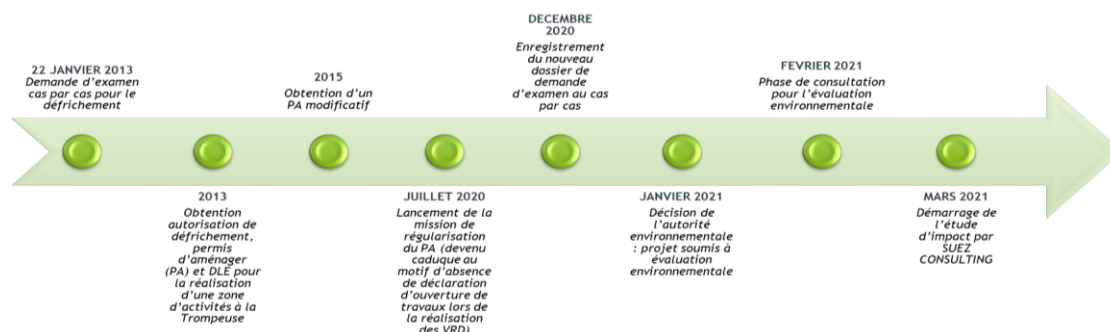 22 JANVIER 2013
Demande d'examen
cas par cas pour le
défrichement
2013
Obtention
autorisation de
défrichement,
permis
d'aménager
(PA) et DLE pour
la réalisation
d'une zone
d'activités à la
Trompeuse
2015
Obtention d'un
PA modificatif
JUILLET 2020
Lancement de la
mission de
régularisation
du PA (devenu
caduque au
motif d'absence
de déclaration
d'ouverture de
travaux lors de
la réalisation
des VRD)
DECEMBRE
2020
Enregistrement
du nouveau
dossier de
demande
d'examen au cas
par cas
JANVIER 2021
Décision de
l'autorité
environnementale
: projet soumis à
évaluation
environnementale
FEVRIER 2021
Phase de consultation
pour l'évaluation
environnementale
MARS 2021
Démarrage de
l'étude
d'impact par
SUEZ
CONSULTING